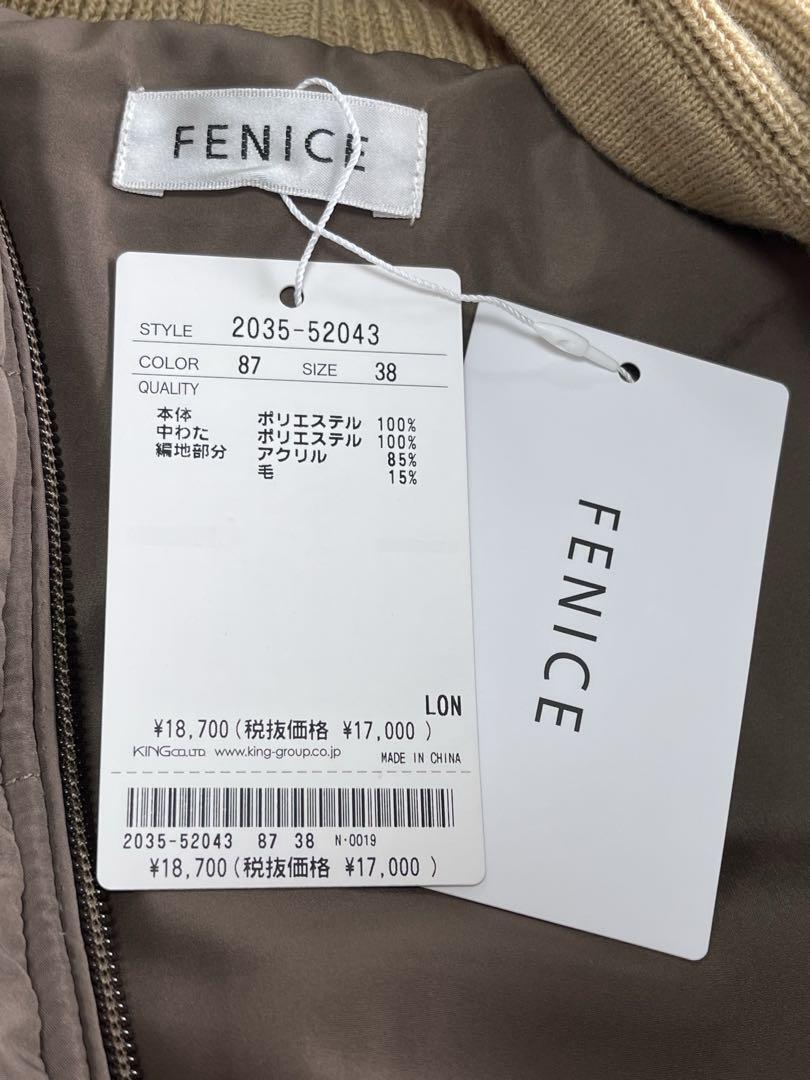 FENICE
STYLE 2035-52043
COLOR 87 SIZE 38
QUALITY
本体 ポリエステル 100%
中わた ポリエステル 100%
編地部分 アクリル 85%
毛 15%
LON
¥18,700(税抜価格 ¥17,000 )
KING CO.,LTD. www.king-group.co.jp
MADE IN CHINA
2035-52043 87 38 N-0019
¥18,700(税抜価格 ¥17,000 )
FENICE